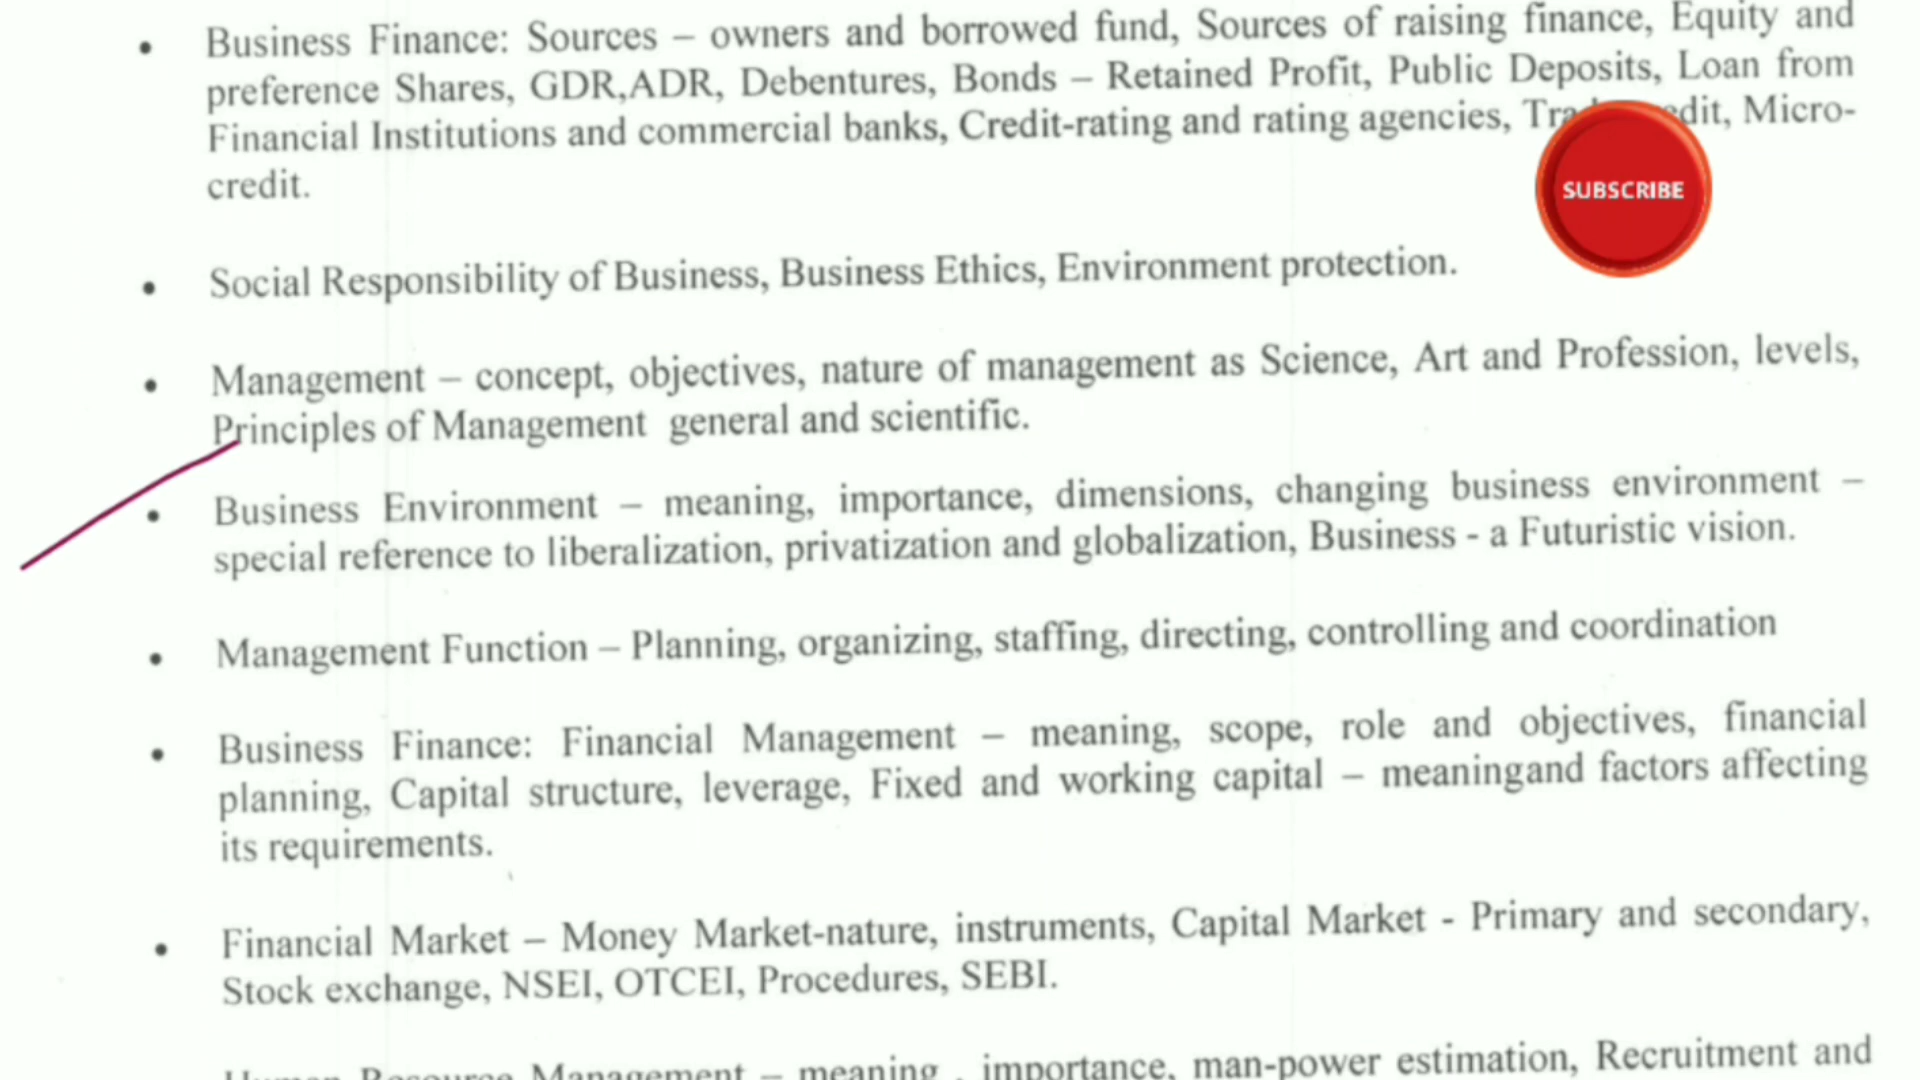 Business Finance: Sources – owners and borrowed fund, Sources of raising finance, Equity and
preference Shares, GDR,ADR, Debentures, Bonds – Retained Profit, Public Deposits, Loan from
Financial Institutions and commercial banks, Credit-rating and rating agencies, Micro-
credit.
SUBSCRIBE
Social Responsibility of Business, Business Ethics, Environment protection.
Management – concept, objectives, nature of management as Science, Art and Profession, levels,
Principles of Management general and scientific.
Business Environment – meaning, importance, dimensions, changing business environment –
special reference to liberalization, privatization and globalization, Business - a Futuristic vision.
Management Function – Planning, organizing, staffing, directing, controlling and coordination
Business Finance: Financial Management – meaning, scope, role and objectives, financial
planning, Capital structure, leverage, Fixed and working capital – meaningand factors affecting
its requirements.
Financial Market – Money Market-nature, instruments, Capital Market - Primary and secondary,
Stock exchange, NSEI, OTCEI, Procedures, SEBI.
Human Resource Management – meaning , importance, man-power estimation, Recruitment and